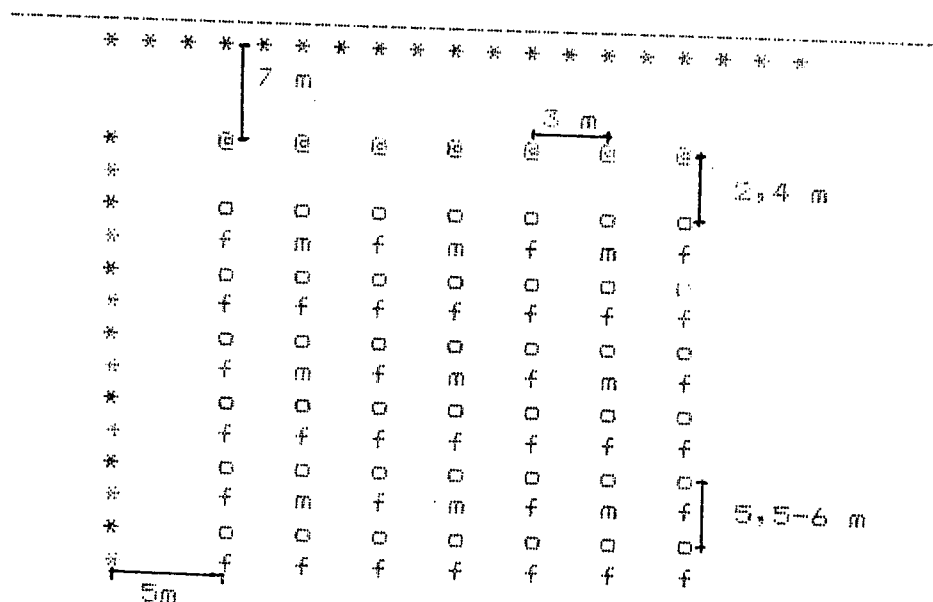 * * * * * * * * * * * * * * * * * * *
7 m
3 m
* @ @ @ @ @ @ @
*
2,4 m
* o o o o o o o
* f m f m f m f
* o o o o o o o
* f f f f f f f
* o o o o o o o
* f m f m f m f
* o o o o o o o
* f f f f f f f
* o o o o o o o
* f m f m f m f 5,5-6 m
* o o o o o o o
* f f f f f f f
5m